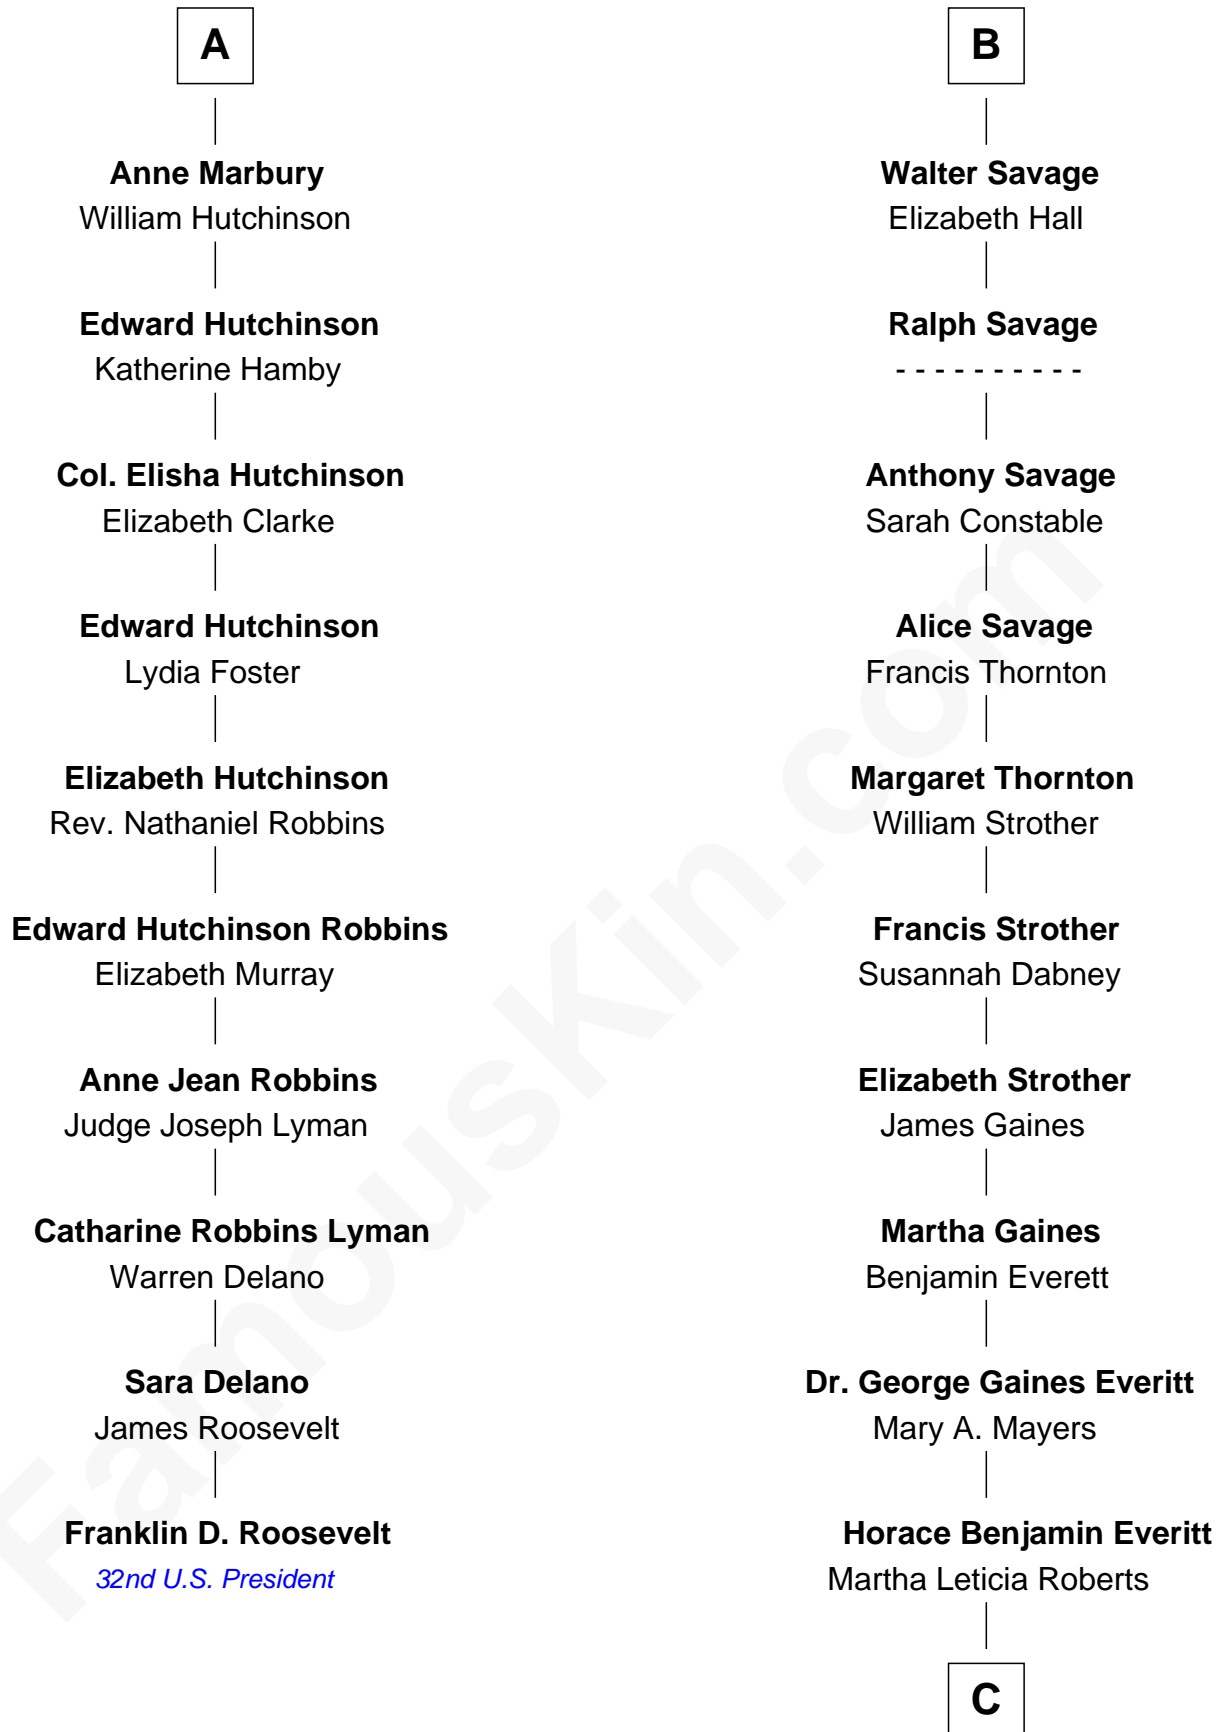 A
Anne Marbury
William Hutchinson
Edward Hutchinson
Katherine Hamby
Col. Elisha Hutchinson
Elizabeth Clarke
Edward Hutchinson
Lydia Foster
Elizabeth Hutchinson
Rev. Nathaniel Robbins
Edward Hutchinson Robbins
Elizabeth Murray
Anne Jean Robbins
Judge Joseph Lyman
Catharine Robbins Lyman
Warren Delano
Sara Delano
James Roosevelt
Franklin D. Roosevelt
32nd U.S. President
B
Walter Savage
Elizabeth Hall
Ralph Savage
- - - - - - - - - -
Anthony Savage
Sarah Constable
Alice Savage
Francis Thornton
Margaret Thornton
William Strother
Francis Strother
Susannah Dabney
Elizabeth Strother
James Gaines
Martha Gaines
Benjamin Everett
Dr. George Gaines Everitt
Mary A. Mayers
Horace Benjamin Everitt
Martha Leticia Roberts
C
FamousKin.com